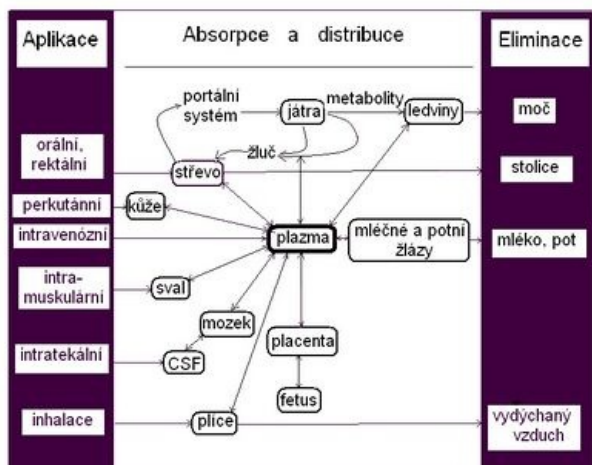 Aplikace
Absorpce a distribuce
Eliminace
portální
systém
játra
metabolity
ledviny
moč
orální,
rektální
žluč
střevo
stolice
perkutánní
kůže
intravenózní
plazma
mléčné a potní
žlázy
mléko, pot
intra-
muskulární
sval
mozek
placenta
intratekální
CSF
fetus
inhalace
plíce
vydýchaný
vzduch